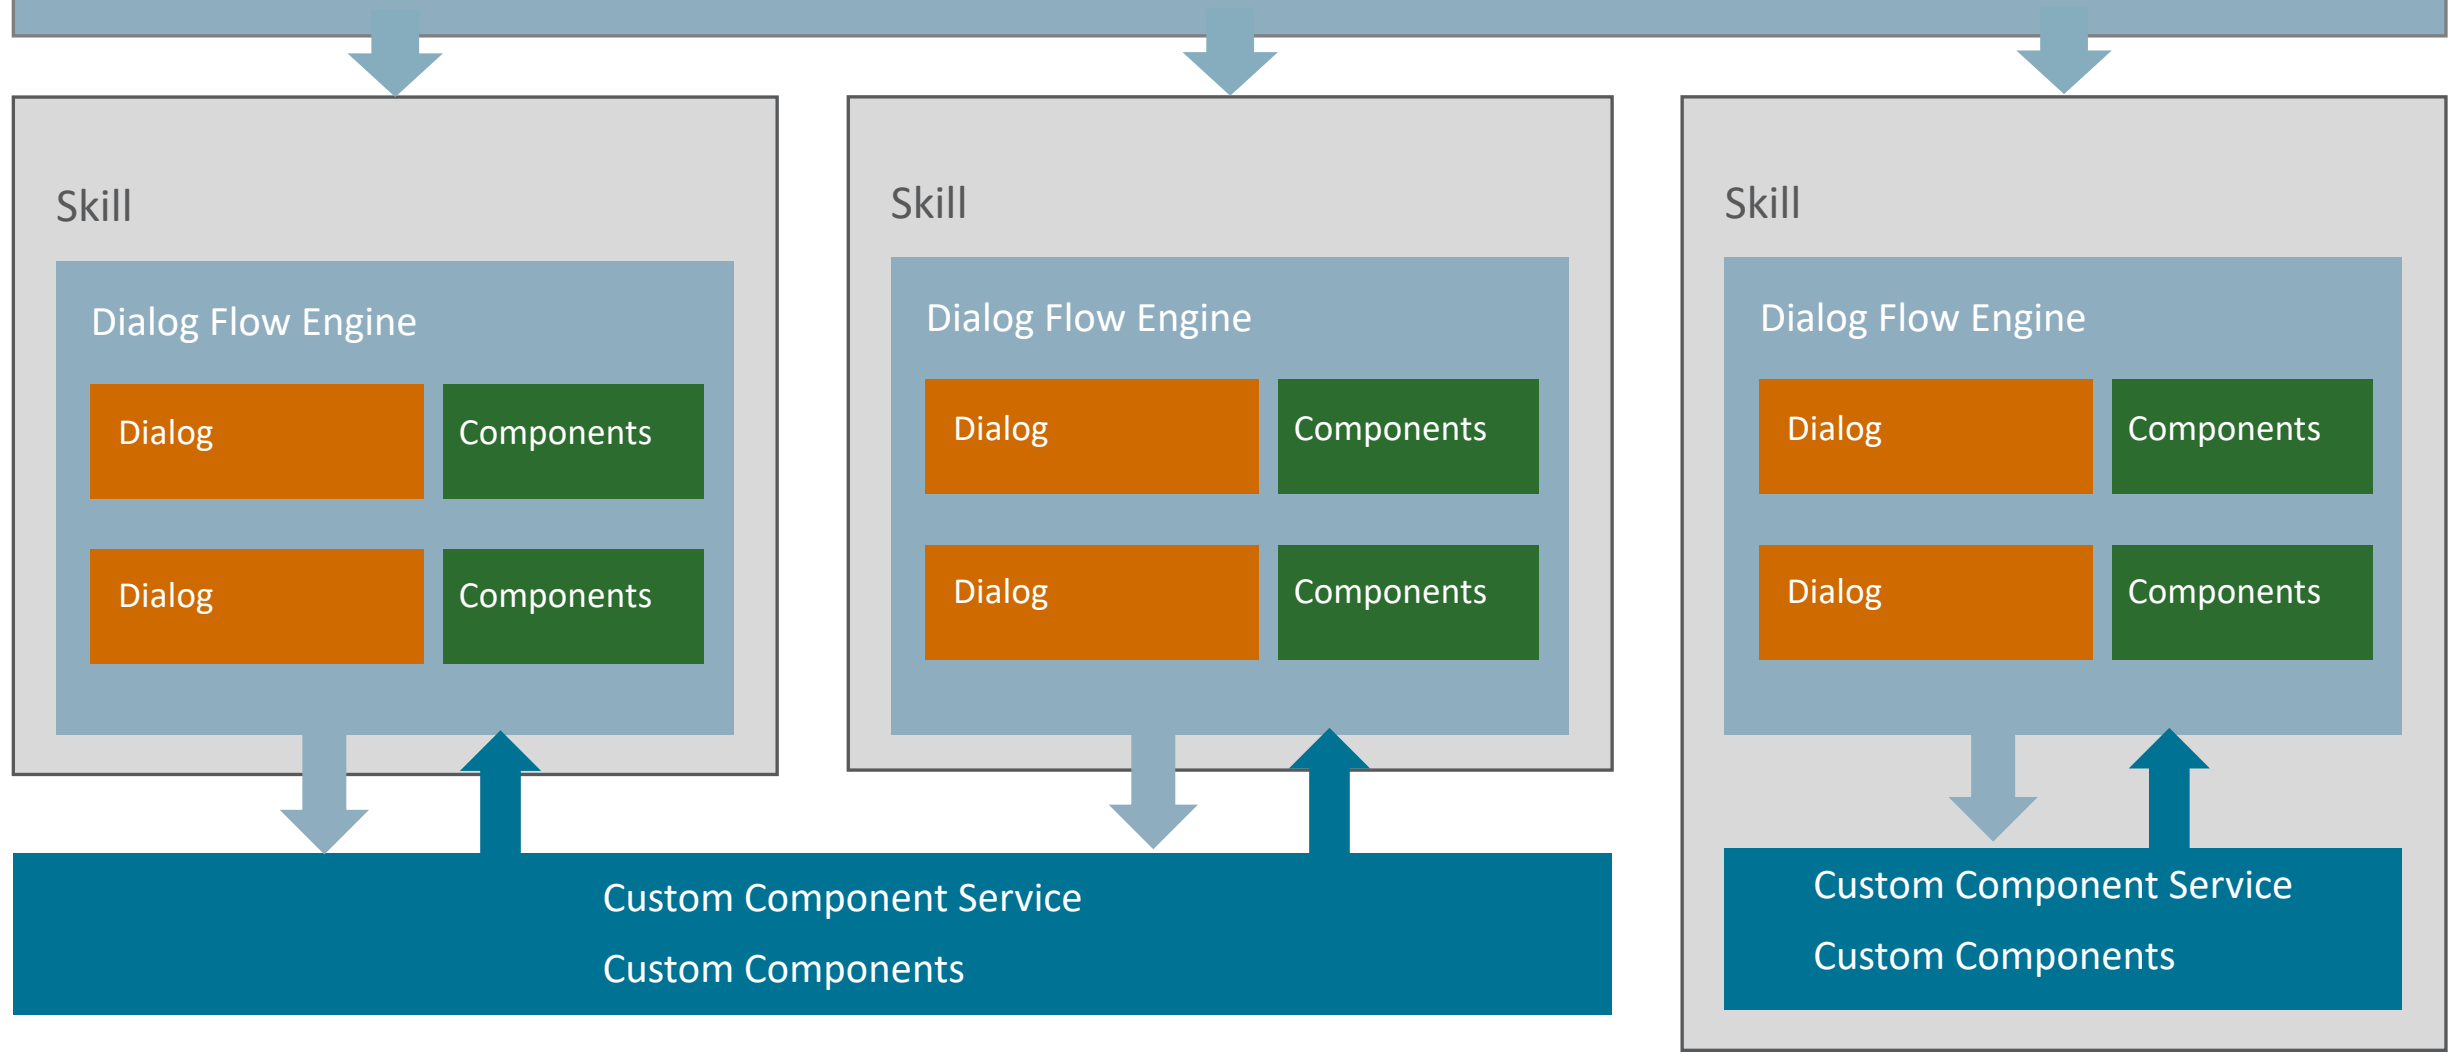 Skill
Dialog Flow Engine
Dialog
Components
Dialog
Components
Skill
Dialog Flow Engine
Dialog
Components
Dialog
Components
Skill
Dialog Flow Engine
Dialog
Components
Dialog
Components
Custom Component Service
Custom Components
Custom Component Service
Custom Components